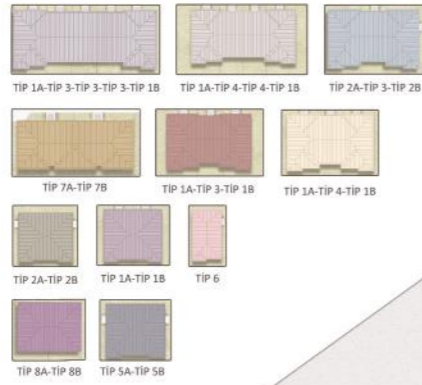 TİP 1A-TİP 3-TİP 3-TİP 3-TİP 1B
TİP 1A-TİP 4-TİP 4-TİP 1B
TİP 2A-TİP 3-TİP 2B
TİP 7A-TİP 7B
TİP 1A-TİP 3-TİP 1B
TİP 1A-TİP 4-TİP 1B
TİP 2A-TİP 2B
TİP 1A-TİP 1B
TİP 6
TİP 8A-TİP 8B
TİP 5A-TİP 5B